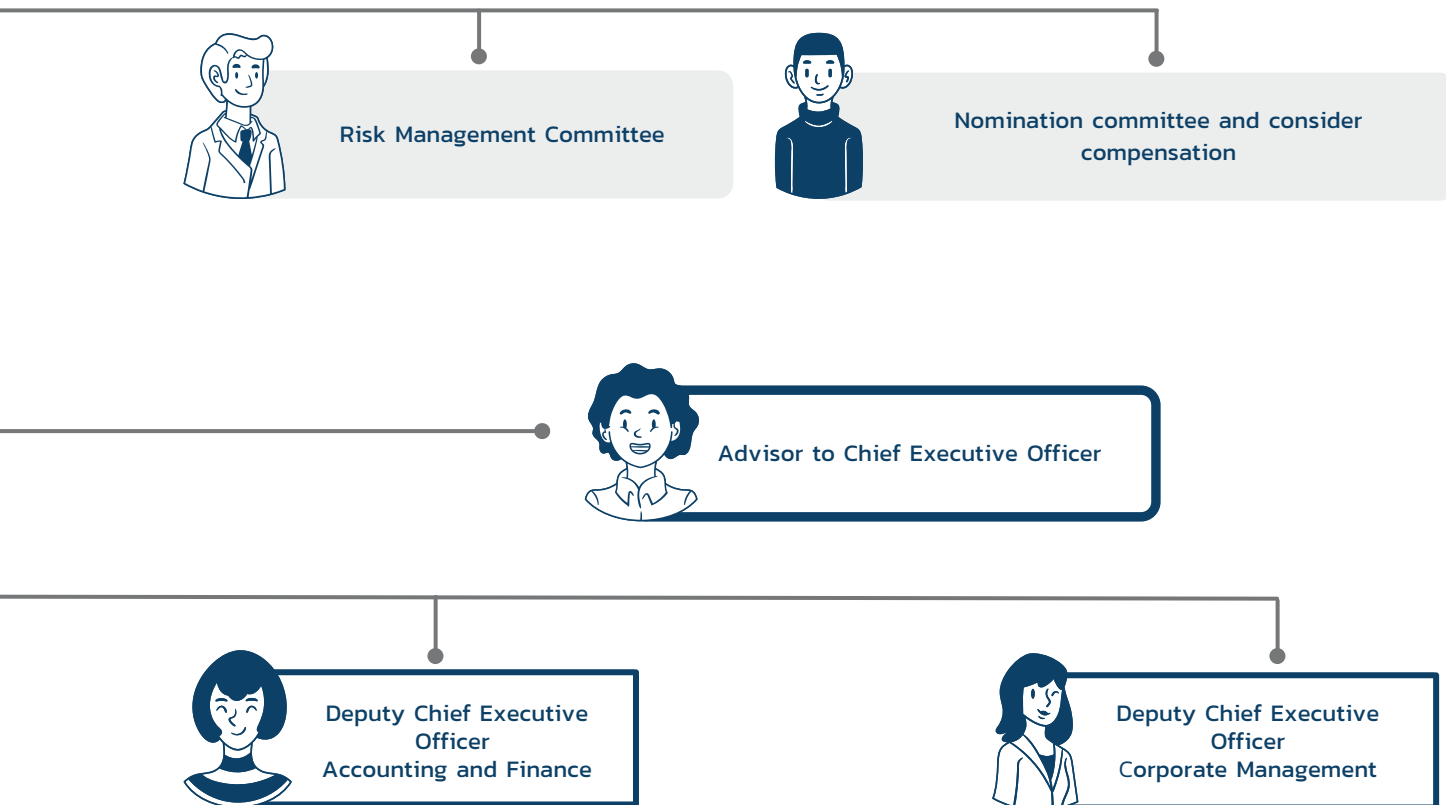 Risk Management Committee
Nomination committee and consider
compensation
Advisor to Chief Executive Officer
Deputy Chief Executive
Officer
Accounting and Finance
Deputy Chief Executive
Officer
Corporate Management